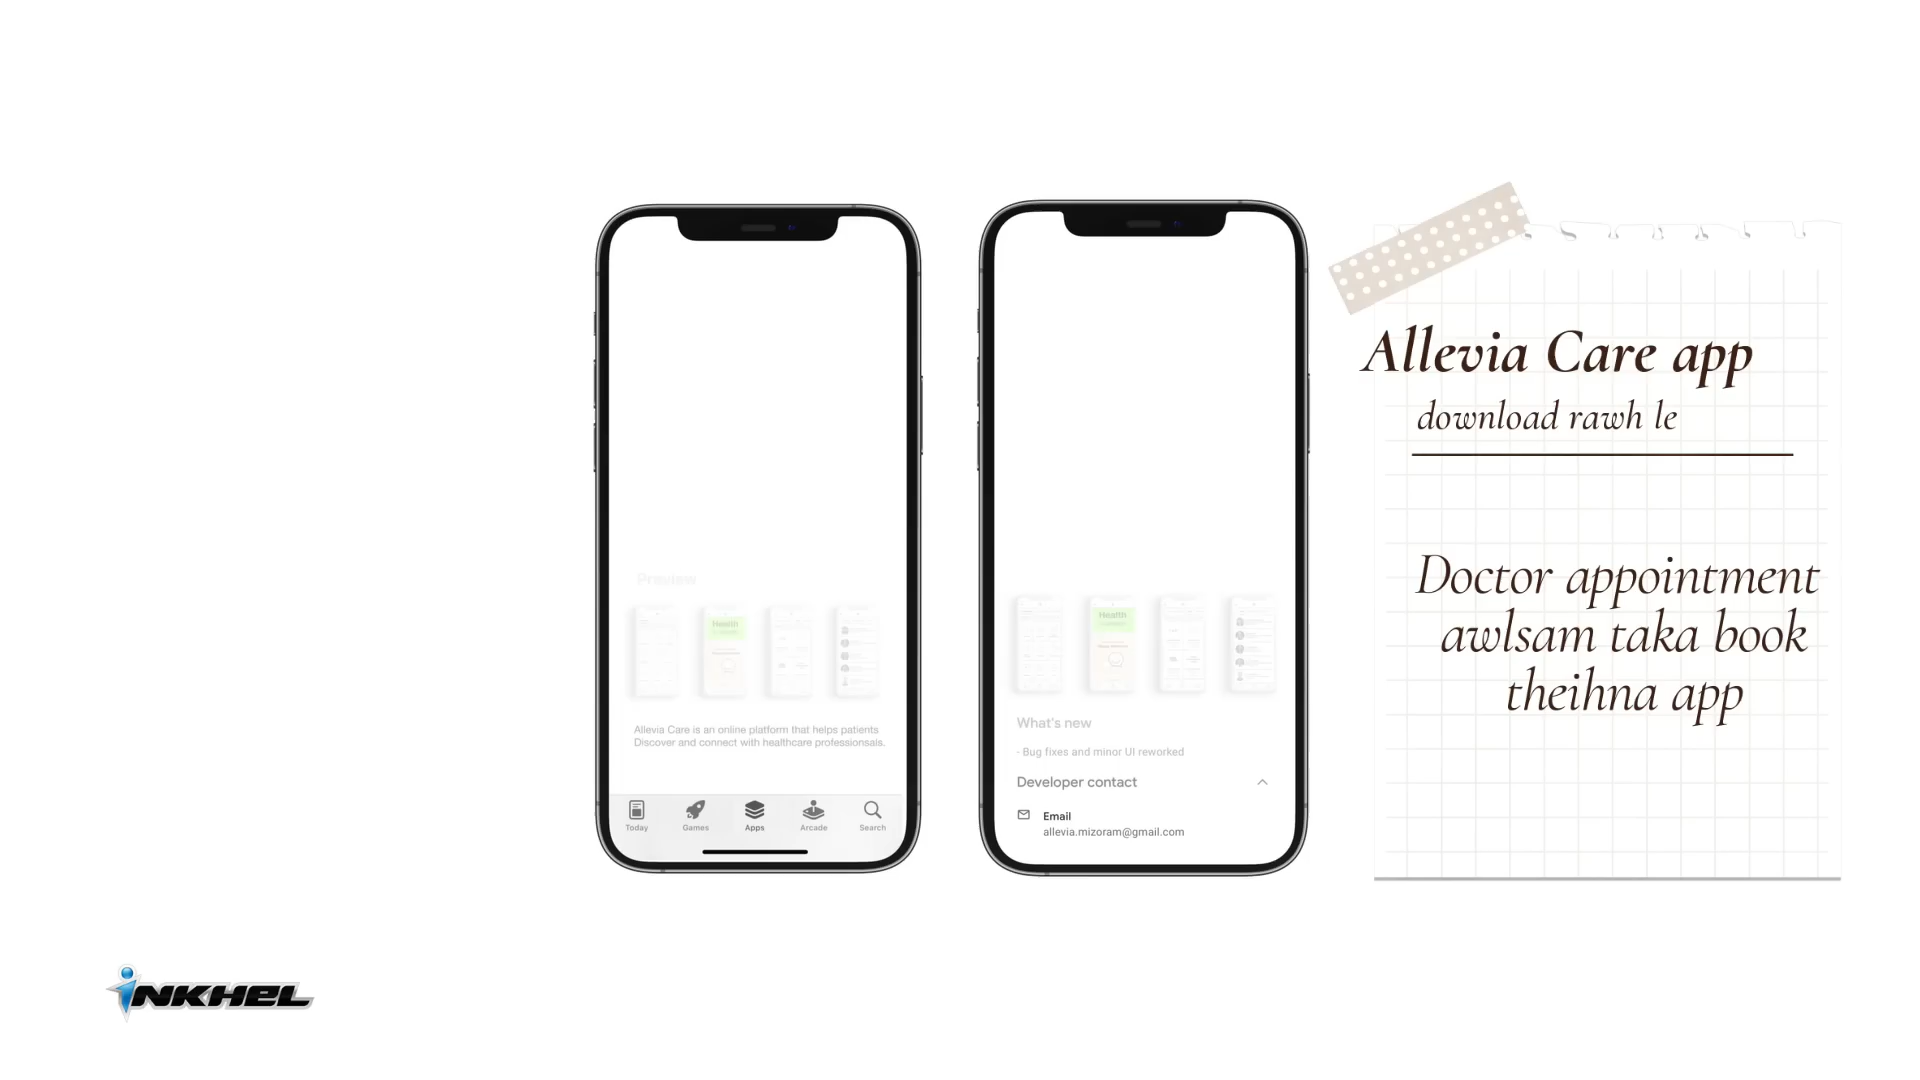 Preview
Health
Allevia Care is an online platform that helps patients
Discover and connect with healthcare professionsals.
Today
Games
Apps
Arcade
Search
Health
What's new
- Bug fixes and minor UI reworked
Developer contact
Email
allevia.mizoram@gmail.com
Allevia Care app
download rawh le
Doctor appointment
awlsam taka book
theihna app
iNKHEL